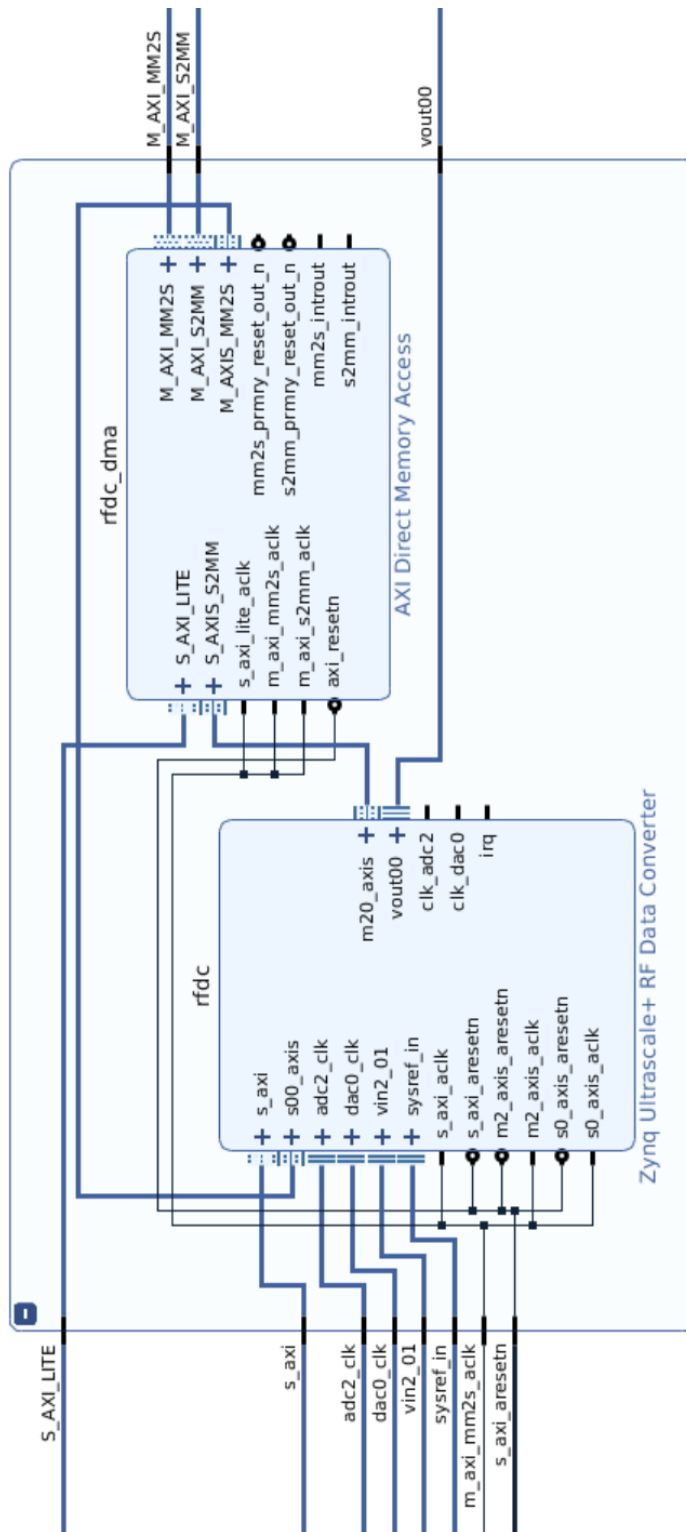 S_AXI_LITE
s_axi
adc2_clk
dac0_clk
vin2_01
sysref_in
m_axi_mm2s_aclk
s_axi_aresetn
rfdc
s_axi
s00_axis
adc2_clk
dac0_clk
vin2_01
sysref_in
s_axi_aclk
s_axi_aresetn
m2_axis_aresetn
m2_axis_aclk
s0_axis_aresetn
s0_axis_aclk
m20_axis
vout00
clk_adc2
clk_dac0
irq
Zynq Ultrascale+ RF Data Converter
rfdc_dma
S_AXI_LITE
S_AXIS_S2MM
s_axi_lite_aclk
m_axi_mm2s_aclk
m_axi_s2mm_aclk
axi_resetn
M_AXI_MM2S
M_AXI_S2MM
M_AXIS_MM2S
mm2s_prmry_reset_out_n
s2mm_prmry_reset_out_n
mm2s_introut
s2mm_introut
AXI Direct Memory Access
M_AXI_MM2S
M_AXI_S2MM
vout00